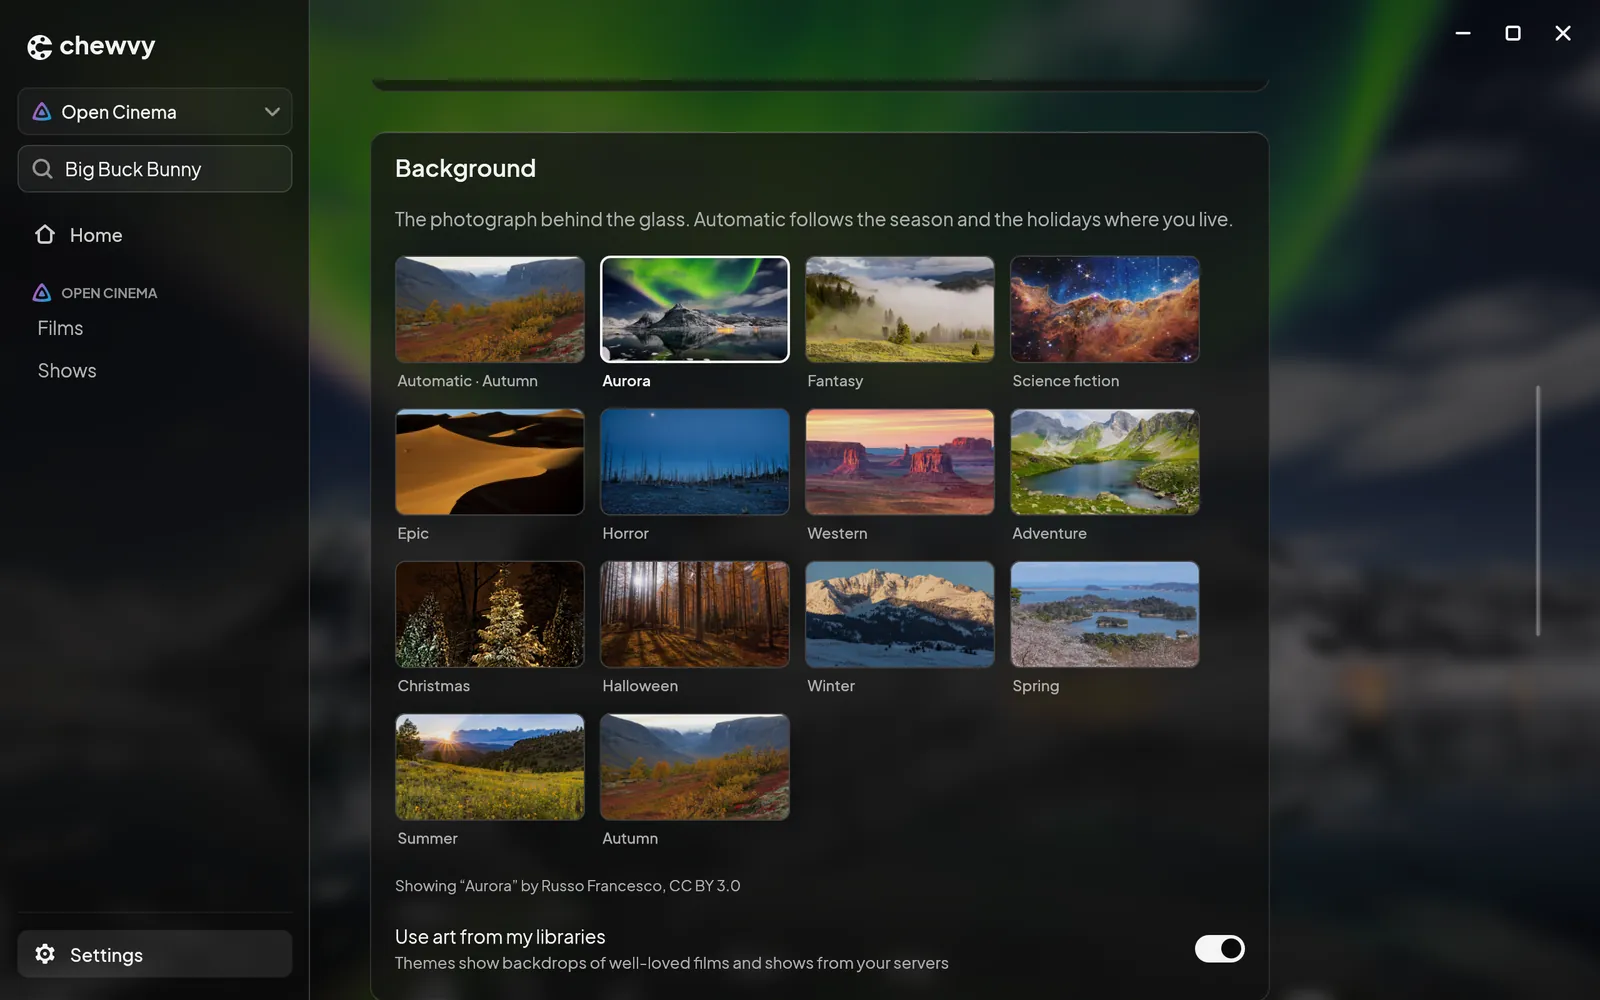 chewvy
Open Cinema
Big Buck Bunny
Home
OPEN CINEMA
Films
Shows
Settings
Background
The photograph behind the glass. Automatic follows the season and the holidays where you live.
Automatic · Autumn
Aurora
Fantasy
Science fiction
Epic
Horror
Western
Adventure
Christmas
Halloween
Winter
Spring
Summer
Autumn
Showing “Aurora” by Russo Francesco, CC BY 3.0
Use art from my libraries
Themes show backdrops of well-loved films and shows from your servers